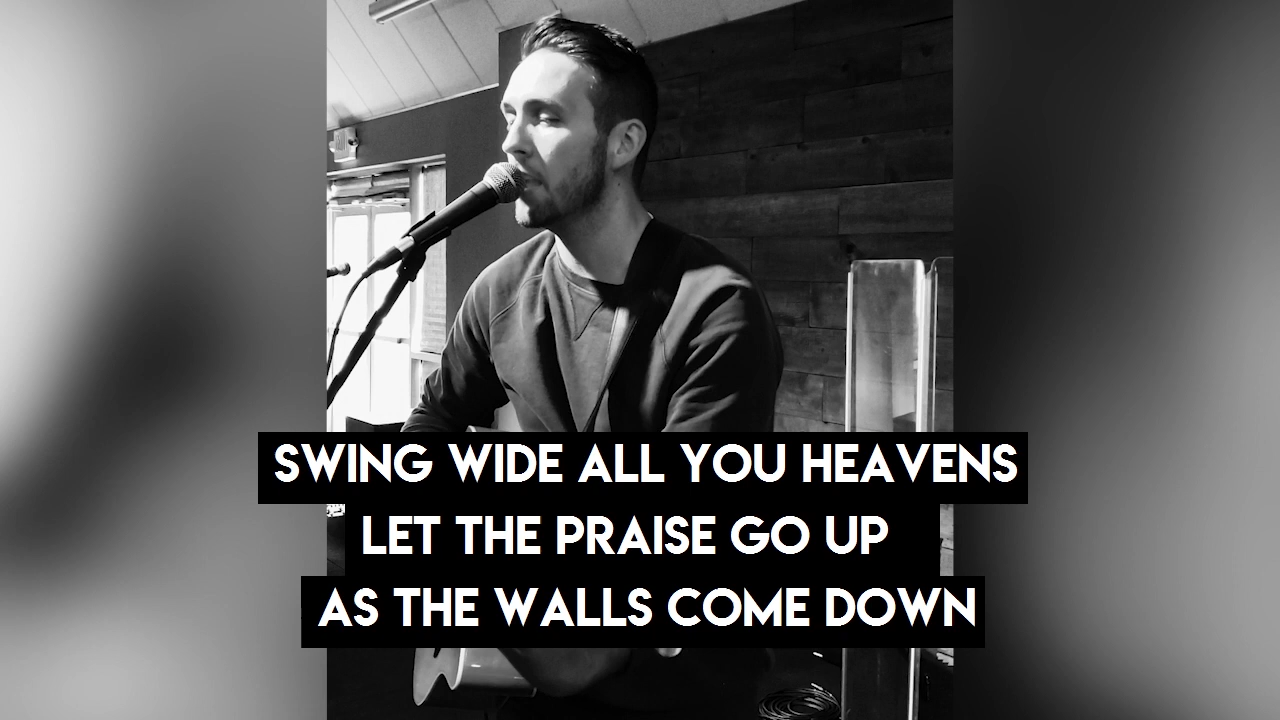 SWING WIDE ALL YOU HEAVENS
LET THE PRAISE GO UP
AS THE WALLS COME DOWN